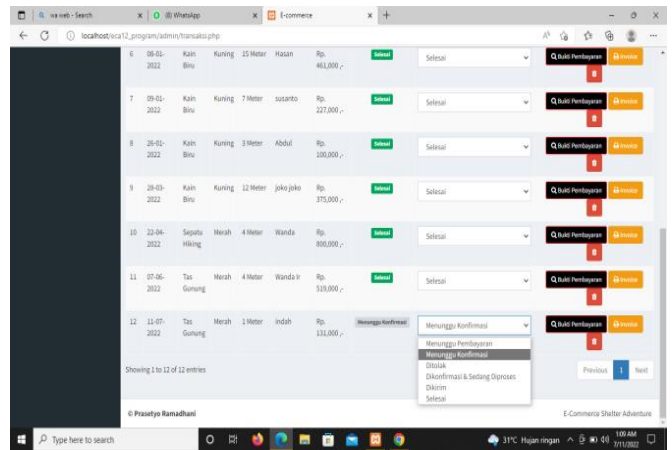 wa web - Search
(8) WhatsApp
E-commerce
localhost/eca12_program/admin/transaksi.php
6 06-01-2022 Kain Biru Kuning 15 Meter Hasan Rp. 461,000 ,- Selesai Selesai Bukti Pembayaran Invoice
7 09-01-2022 Kain Biru Kuning 7 Meter susanto Rp. 227,000 ,- Selesai Selesai Bukti Pembayaran Invoice
8 26-01-2022 Kain Biru Kuning 3 Meter Abdul Rp. 100,000 ,- Selesai Selesai Bukti Pembayaran Invoice
9 28-03-2022 Kain Biru Kuning 12 Meter joko joko Rp. 375,000 ,- Selesai Selesai Bukti Pembayaran Invoice
10 22-04-2022 Sepatu Hiking Merah 4 Meter Wanda Rp. 800,000 ,- Selesai Selesai Bukti Pembayaran Invoice
11 07-06-2022 Tas Gunung Merah 4 Meter Wanda Ir Rp. 519,000 ,- Selesai Selesai Bukti Pembayaran Invoice
12 11-07-2022 Tas Gunung Merah 1 Meter indah Rp. 131,000 ,- Menunggu Konfirmasi Menunggu Konfirmasi Bukti Pembayaran Invoice
Menunggu Pembayaran
Menunggu Konfirmasi
Ditolak
Dikonfirmasi & Sedang Diproses
Dikirim
Selesai
Showing 1 to 12 of 12 entries
Previous 1 Next
© Prasetyo Ramadhani
E-Commerce Shelter Adventure
Type here to search
31°C Hujan ringan
1:09 AM
7/11/2022